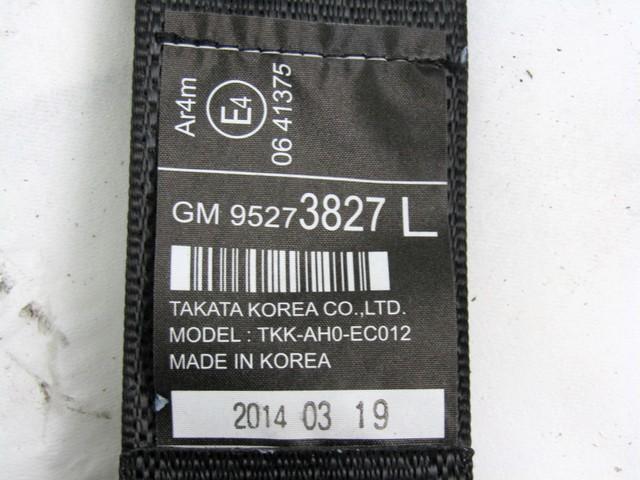 Ar4m
E4
06 41375
GM 95273827 L
TAKATA KOREA CO.,LTD.
MODEL : TKK-AH0-EC012
MADE IN KOREA
2014 03 19